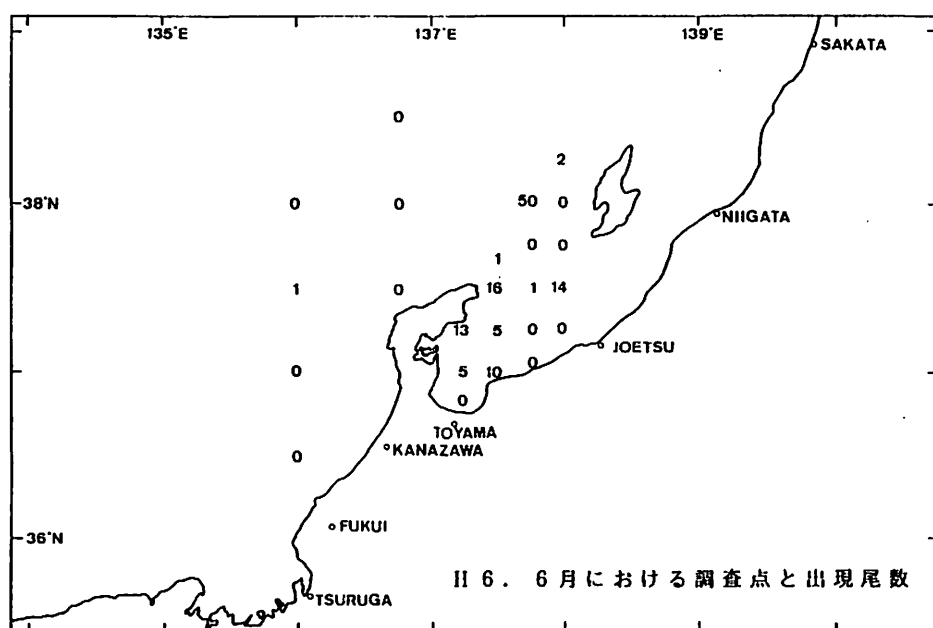 135°E 137°E 139°E
SAKATA
0
2
38°N 0 0 50 0
NIIGATA
0 0
1
1 0 16 1 14
13 5 0 0
JOETSU
0
0 5 10
0
TOYAMA
KANAZAWA
0
36°N
FUKUI
H6. 6月における調査点と出現尾数
TSURUGA